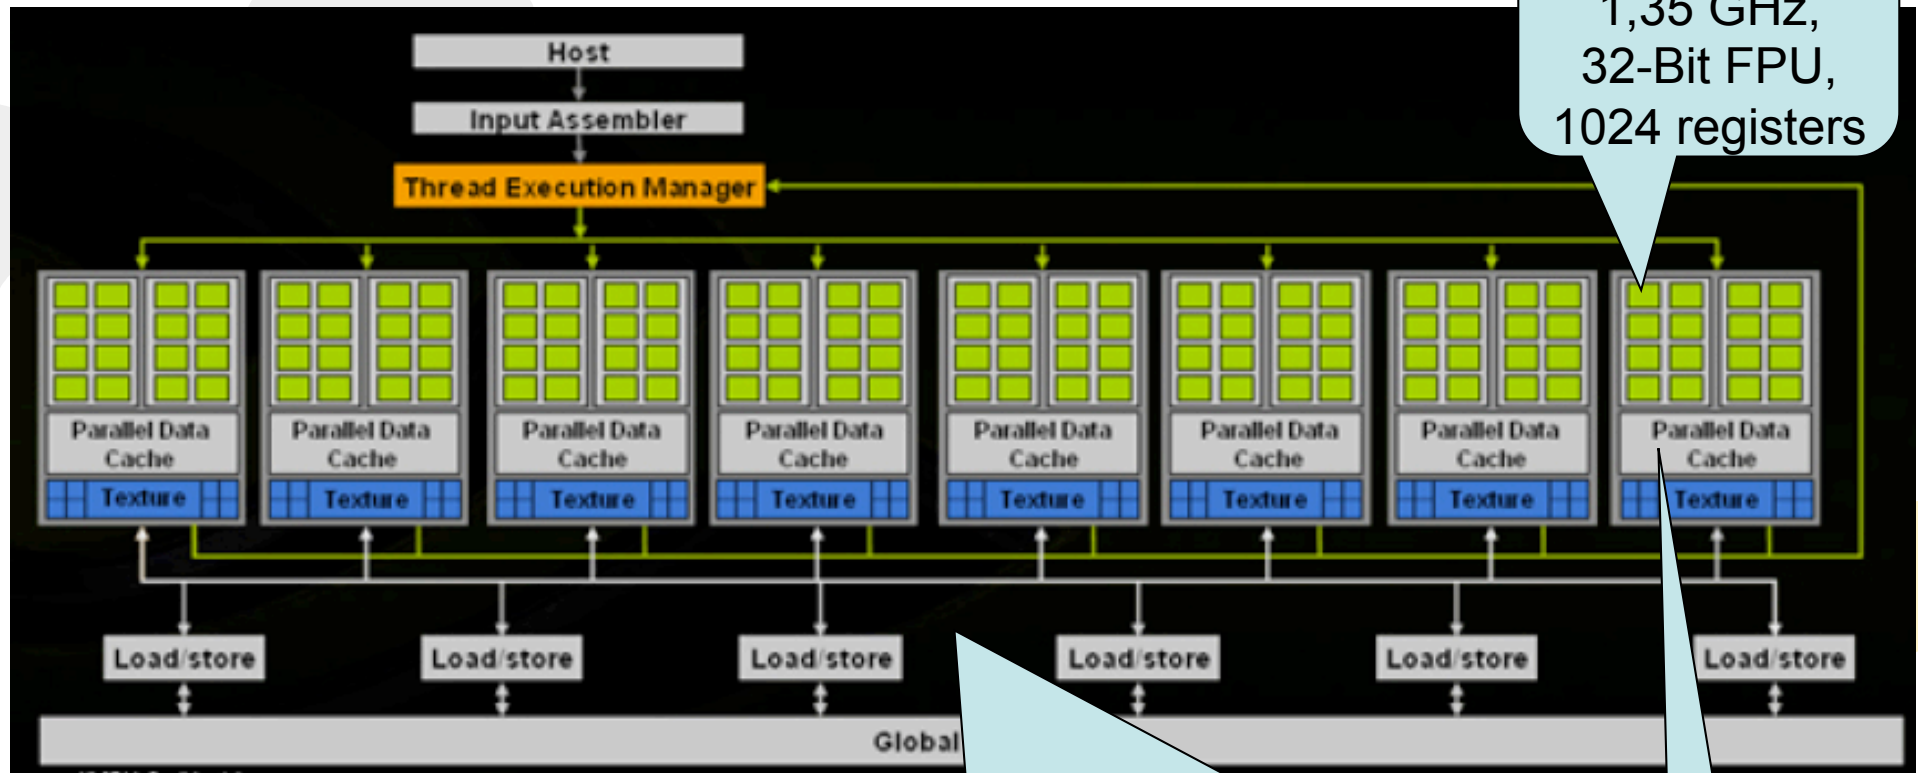 1,35 GHz,
32-Bit FPU,
1024 registers
Host
Input Assembler
Thread Execution Manager
Parallel Data
Cache
Texture
Parallel Data
Cache
Texture
Parallel Data
Cache
Texture
Parallel Data
Cache
Texture
Parallel Data
Cache
Texture
Parallel Data
Cache
Texture
Parallel Data
Cache
Texture
Parallel Data
Cache
Texture
Load/store
Load/store
Load/store
Load/store
Load/store
Load/store
Global